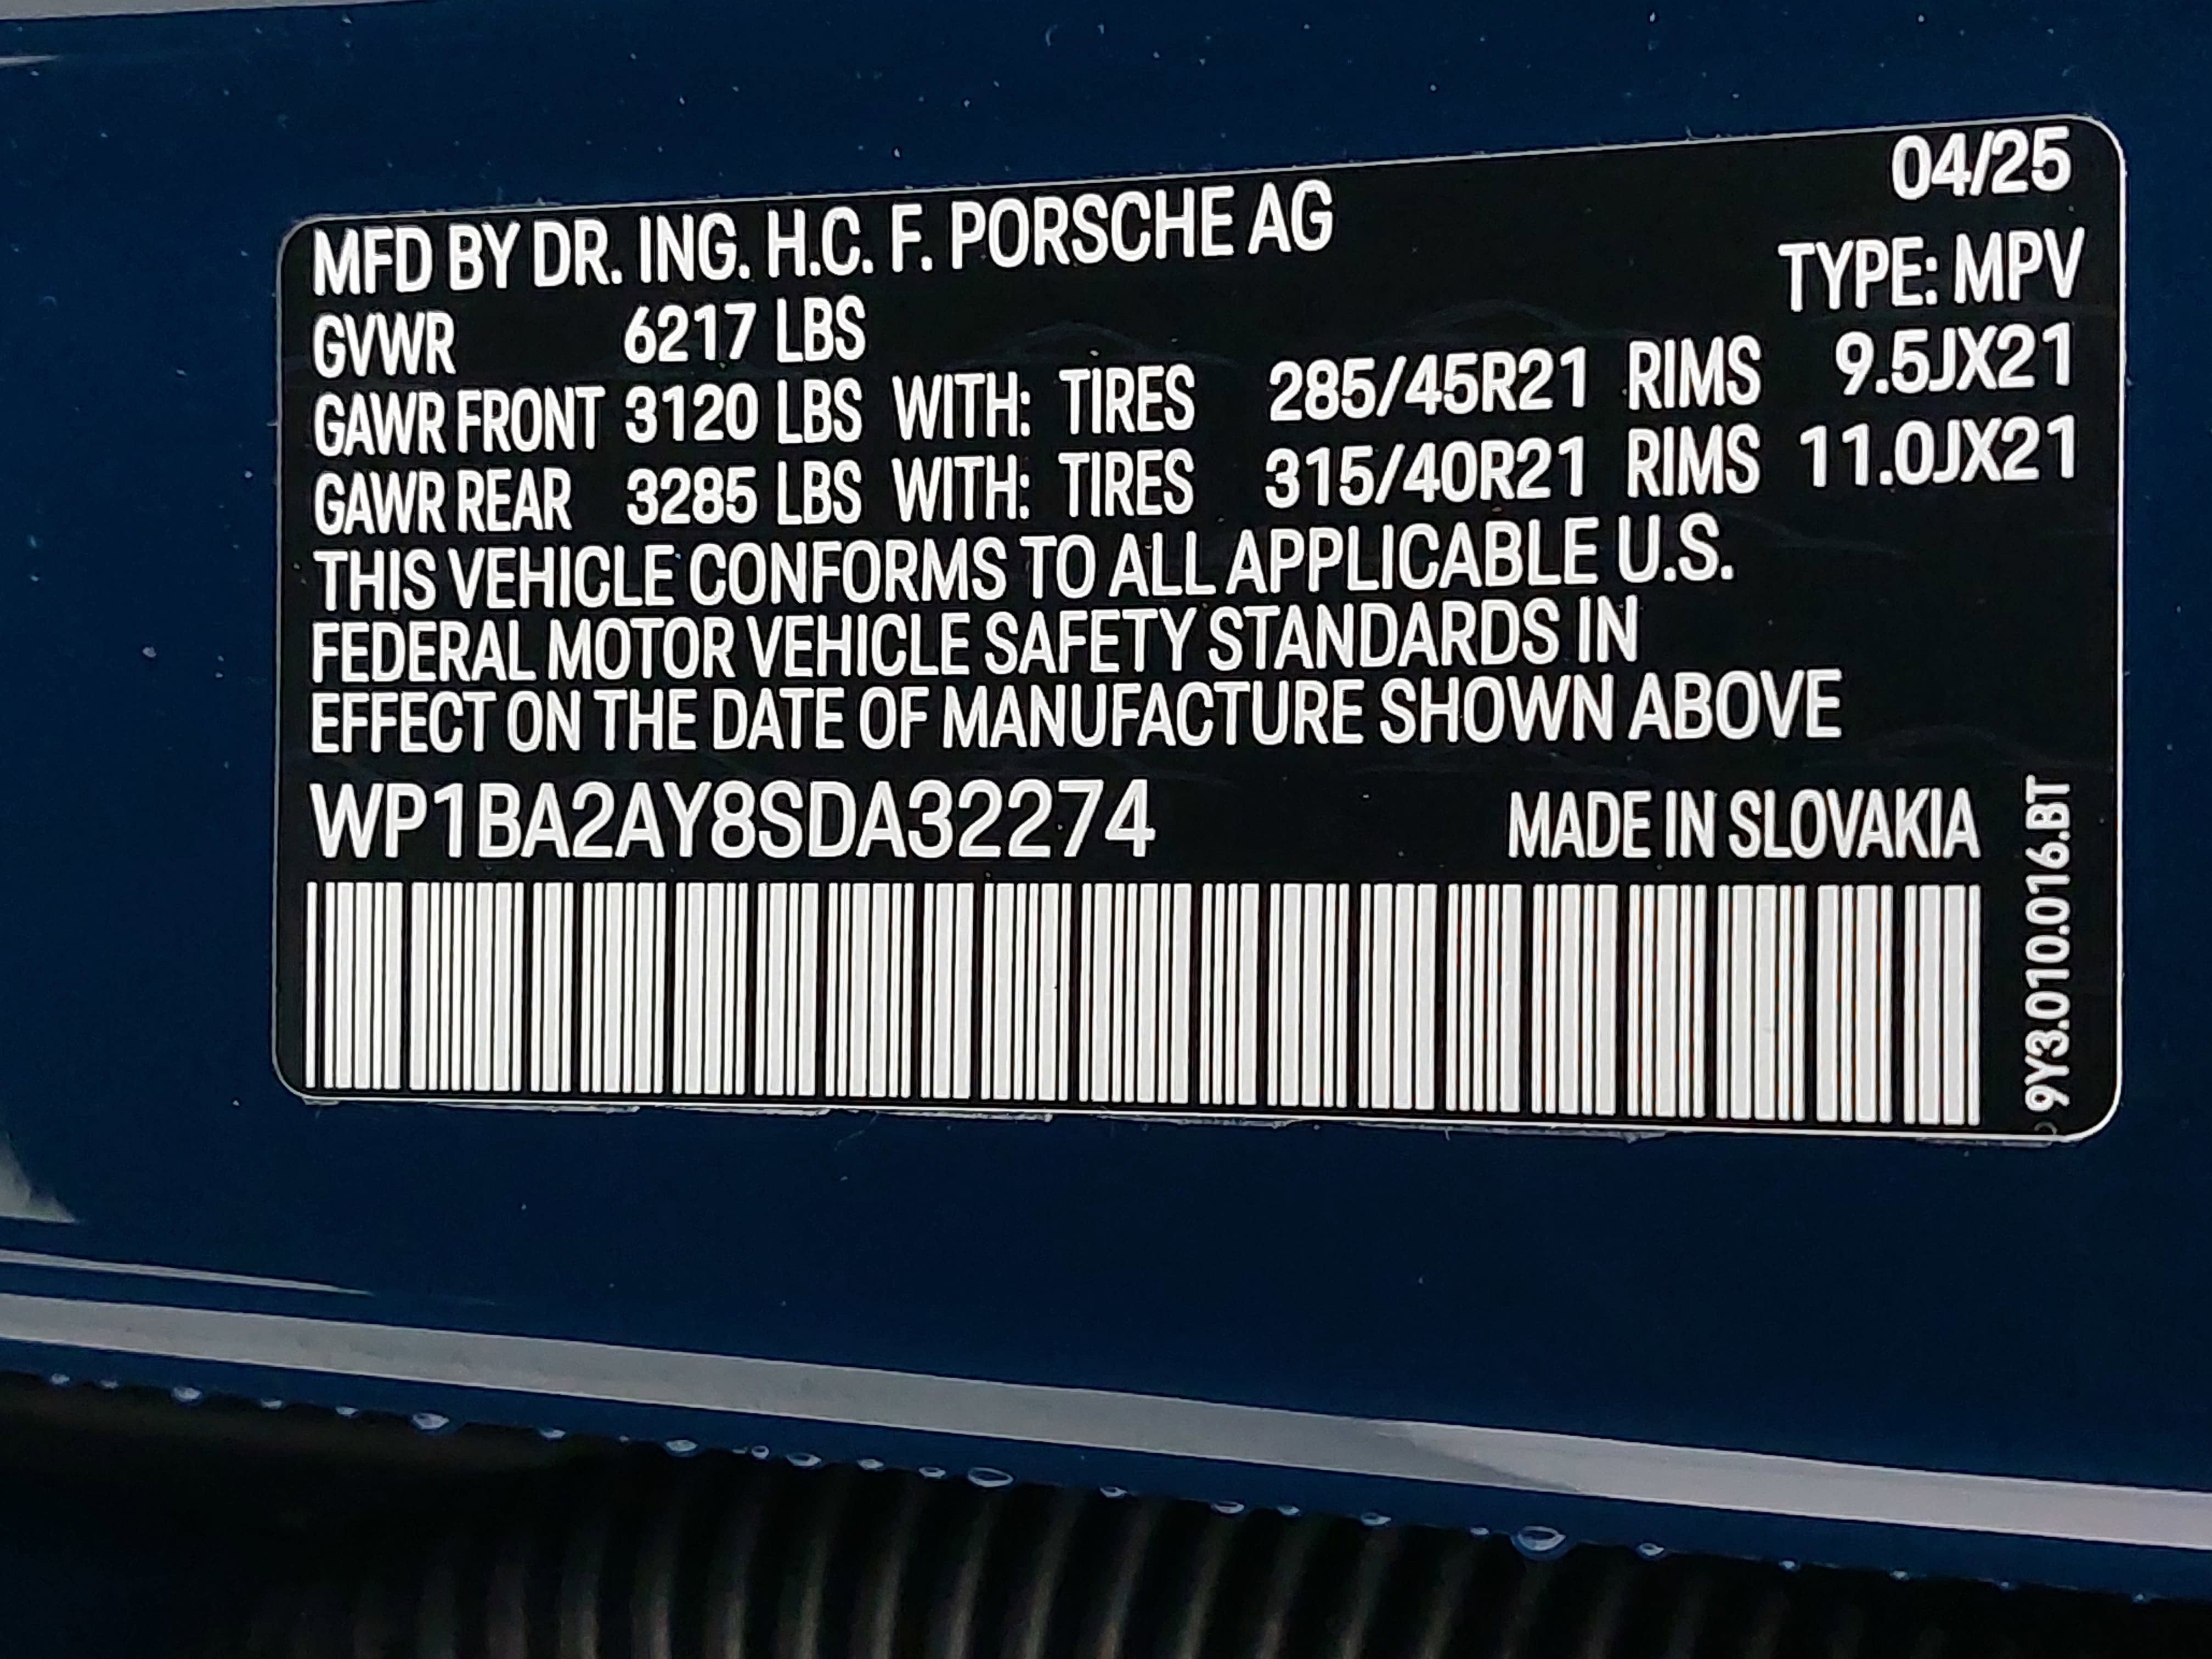 04/25
MFD BY DR. ING. H.C. F. PORSCHE AG
TYPE: MPV
GVWR 6217 LBS
GAWR FRONT 3120 LBS WITH: TIRES 285/45R21 RIMS 9.5JX21
GAWR REAR 3285 LBS WITH: TIRES 315/40R21 RIMS 11.0JX21
THIS VEHICLE CONFORMS TO ALL APPLICABLE U.S.
FEDERAL MOTOR VEHICLE SAFETY STANDARDS IN
EFFECT ON THE DATE OF MANUFACTURE SHOWN ABOVE
WP1BA2AY8SDA32274 MADE IN SLOVAKIA
9Y3.010.016.BT